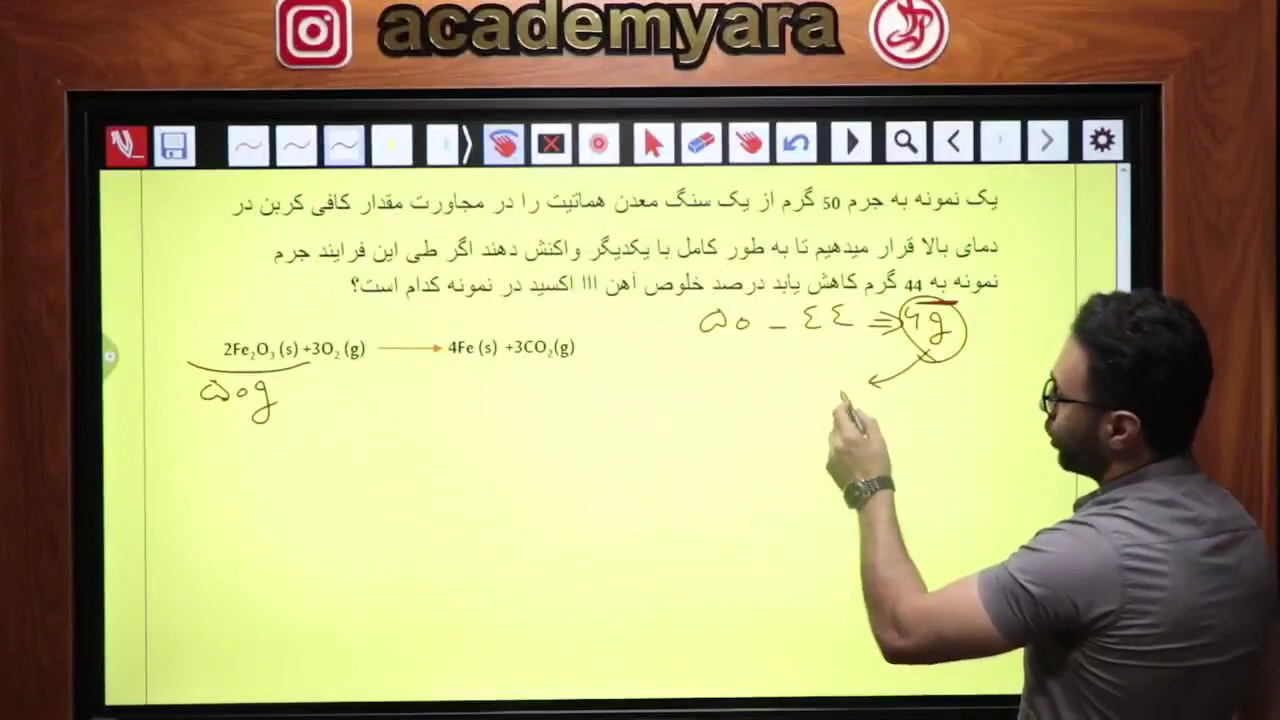 academyara
یک نمونه به جرم 50 گرم از یک سنگ معدن هماتیت را در مجاورت مقدار کافی کربن در
دمای بالا قرار میدهیم تا به طور کامل با یکدیگر واکنش دهند اگر طی این فرایند جرم
نمونه به 44 گرم کاهش یابد درصد خلوص آهن III اکسید در نمونه کدام است؟
۵۰ - ٤٤ ⇒ ۶g
2Fe₂O₃ (s) +3O₂ (g) → 4Fe (s) +3CO₂(g)
۵۰g